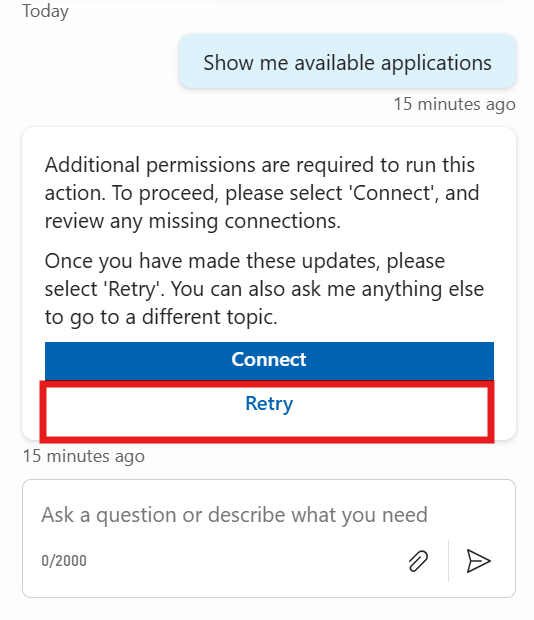 Today
Show me available applications
15 minutes ago
Additional permissions are required to run this
action. To proceed, please select 'Connect', and
review any missing connections.
Once you have made these updates, please
select 'Retry'. You can also ask me anything else
to go to a different topic.
Connect
Retry
15 minutes ago
Ask a question or describe what you need
0/2000